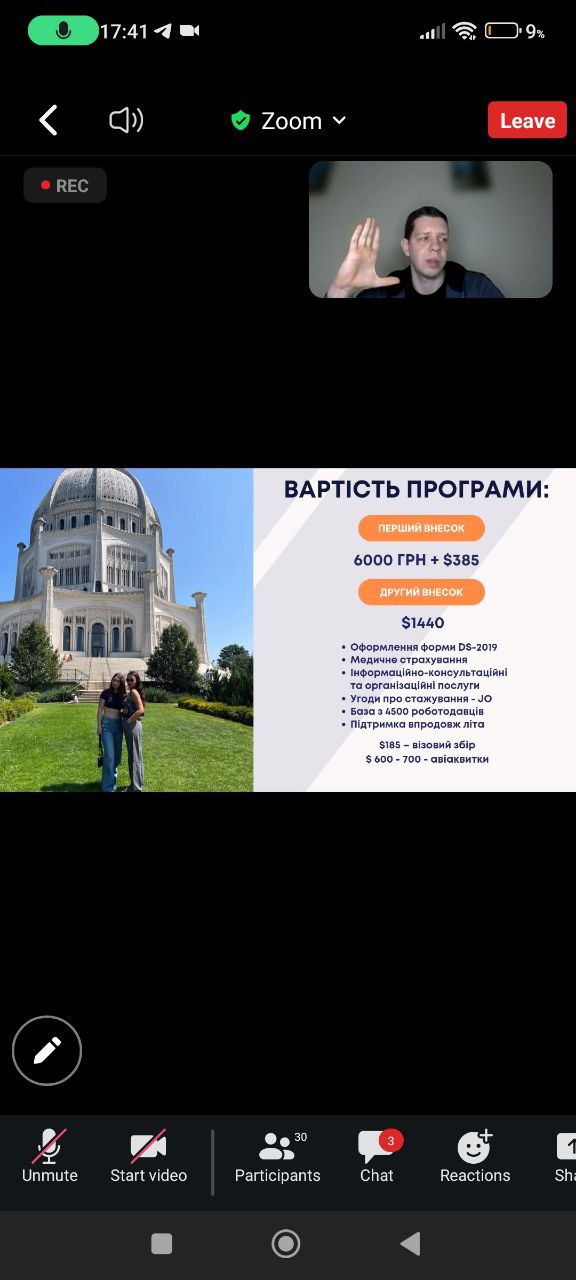 17:41
9%
Zoom
Leave
REC
ВАРТІСТЬ ПРОГРАМИ:
ПЕРШИЙ ВНЕСОК
6000 ГРН + $385
ДРУГИЙ ВНЕСОК
$1440
• Оформлення форми DS-2019
• Медичне страхування
• Інформаційно-консультаційні
та організаційні послуги
• Угоди про стажування - JO
• База з 4500 роботодавців
• Підтримка впродовж літа
$185 – візовий збір
$ 600 - 700 - авіаквитки
30
3
Unmute
Start video
Participants
Chat
Reactions
Sha